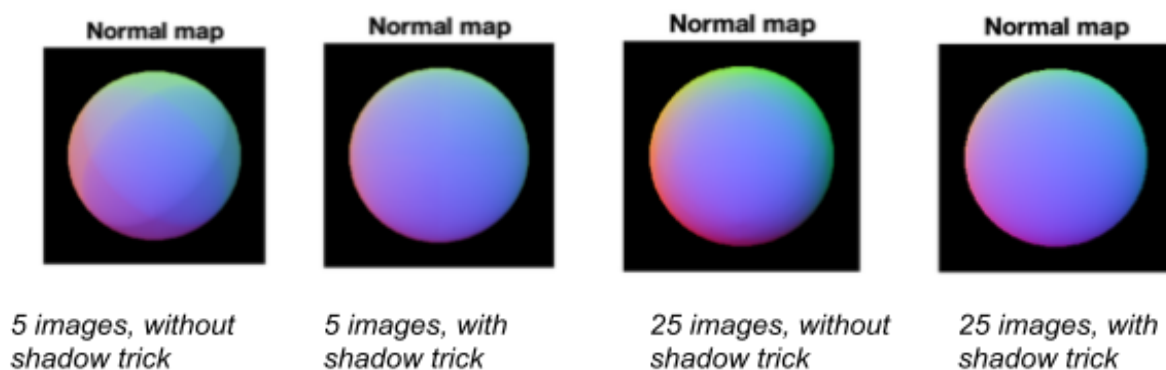 Normal map
Normal map
Normal map
Normal map
5 images, without
shadow trick
5 images, with
shadow trick
25 images, without
shadow trick
25 images, with
shadow trick